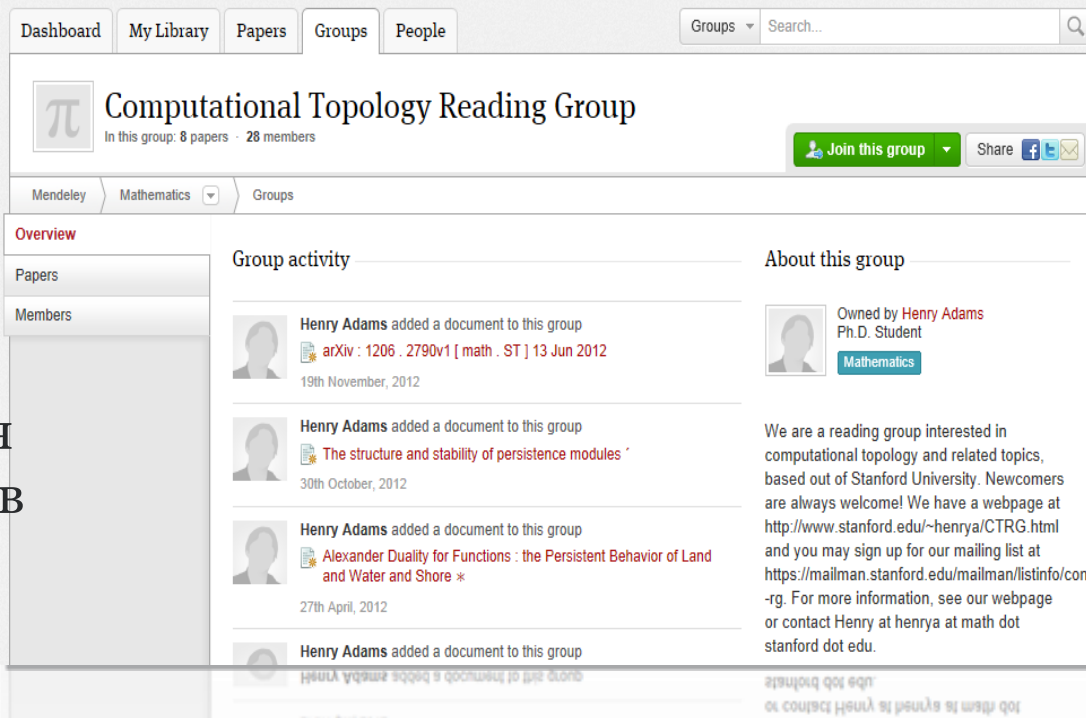 Dashboard
My Library
Papers
Groups
People
Groups
Search...
π
Computational Topology Reading Group
In this group: 8 papers · 28 members
Join this group
Share
Mendeley
Mathematics
Groups
Overview
Papers
Members
Group activity
Henry Adams added a document to this group
arXiv : 1206 . 2790v1 [ math . ST ] 13 Jun 2012
19th November, 2012
Henry Adams added a document to this group
The structure and stability of persistence modules ´
30th October, 2012
Henry Adams added a document to this group
Alexander Duality for Functions : the Persistent Behavior of Land
and Water and Shore ∗
27th April, 2012
Henry Adams added a document to this group
About this group
Owned by Henry Adams
Ph.D. Student
Mathematics
We are a reading group interested in
computational topology and related topics,
based out of Stanford University. Newcomers
are always welcome! We have a webpage at
http://www.stanford.edu/~henrya/CTRG.html
and you may sign up for our mailing list at
https://mailman.stanford.edu/mailman/listinfo/com
-rg. For more information, see our webpage
or contact Henry at henrya at math dot
stanford dot edu.
в